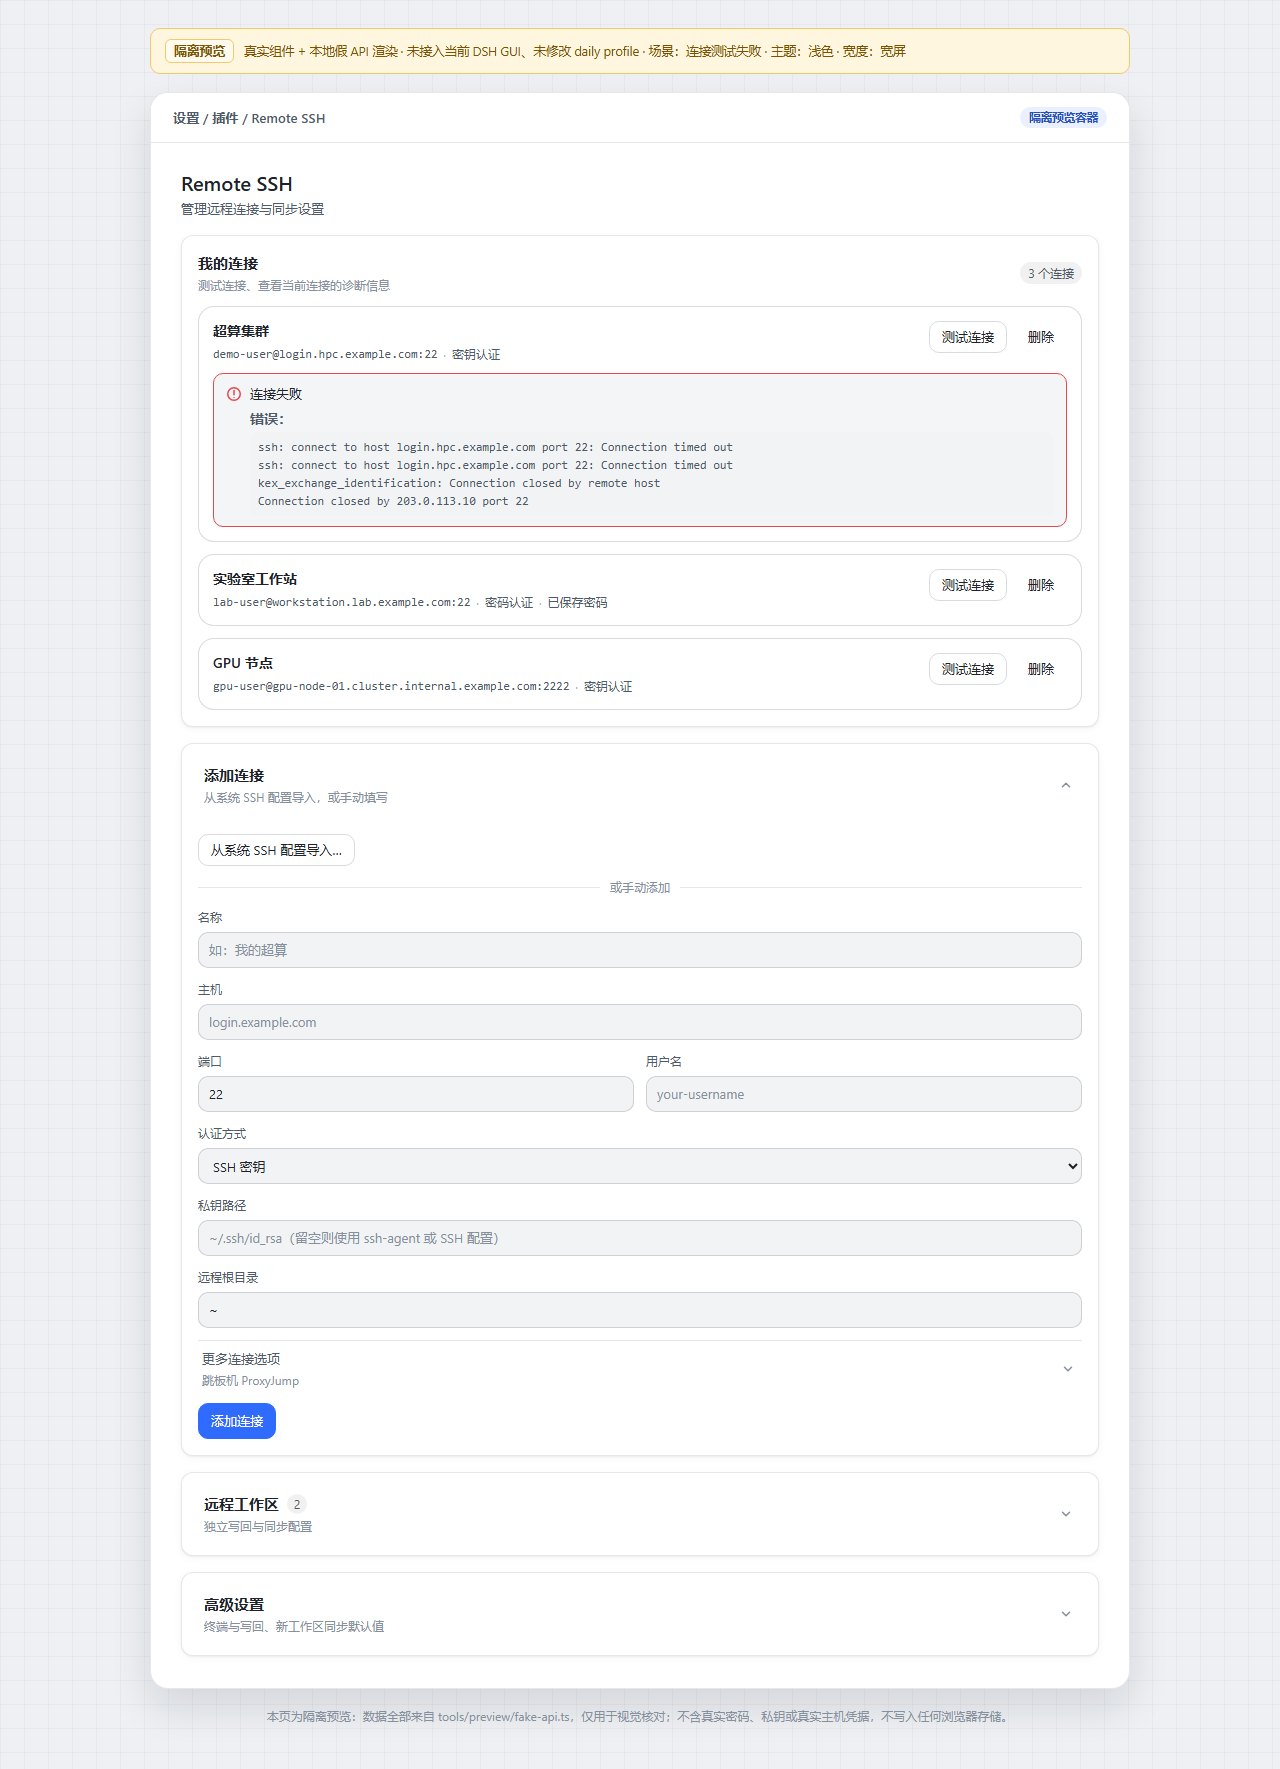 隔离预览 真实组件 + 本地假 API 渲染 · 未接入当前 DSH GUI、未修改 daily profile · 场景：连接测试失败 · 主题：浅色 · 宽度：宽屏
设置 / 插件 / Remote SSH
隔离预览容器
Remote SSH
管理远程连接与同步设置
我的连接
测试连接、查看当前连接的诊断信息
3 个连接
超算集群
demo-user@login.hpc.example.com:22 · 密钥认证
测试连接
删除
连接失败
错误：
ssh: connect to host login.hpc.example.com port 22: Connection timed out
ssh: connect to host login.hpc.example.com port 22: Connection timed out
kex_exchange_identification: Connection closed by remote host
Connection closed by 203.0.113.10 port 22
实验室工作站
lab-user@workstation.lab.example.com:22 · 密码认证 · 已保存密码
测试连接
删除
GPU 节点
gpu-user@gpu-node-01.cluster.internal.example.com:2222 · 密钥认证
测试连接
删除
添加连接
从系统 SSH 配置导入，或手动填写
从系统 SSH 配置导入...
或手动添加
名称
如：我的超算
主机
login.example.com
端口
22
用户名
your-username
认证方式
SSH 密钥
私钥路径
~/.ssh/id_rsa（留空则使用 ssh-agent 或 SSH 配置）
远程根目录
~
更多连接选项
跳板机 ProxyJump
添加连接
远程工作区 2
独立写回与同步配置
高级设置
终端与写回、新工作区同步默认值
本页为隔离预览：数据全部来自 tools/preview/fake-api.ts，仅用于视觉核对；不含真实密码、私钥或真实主机凭据，不写入任何浏览器存储。